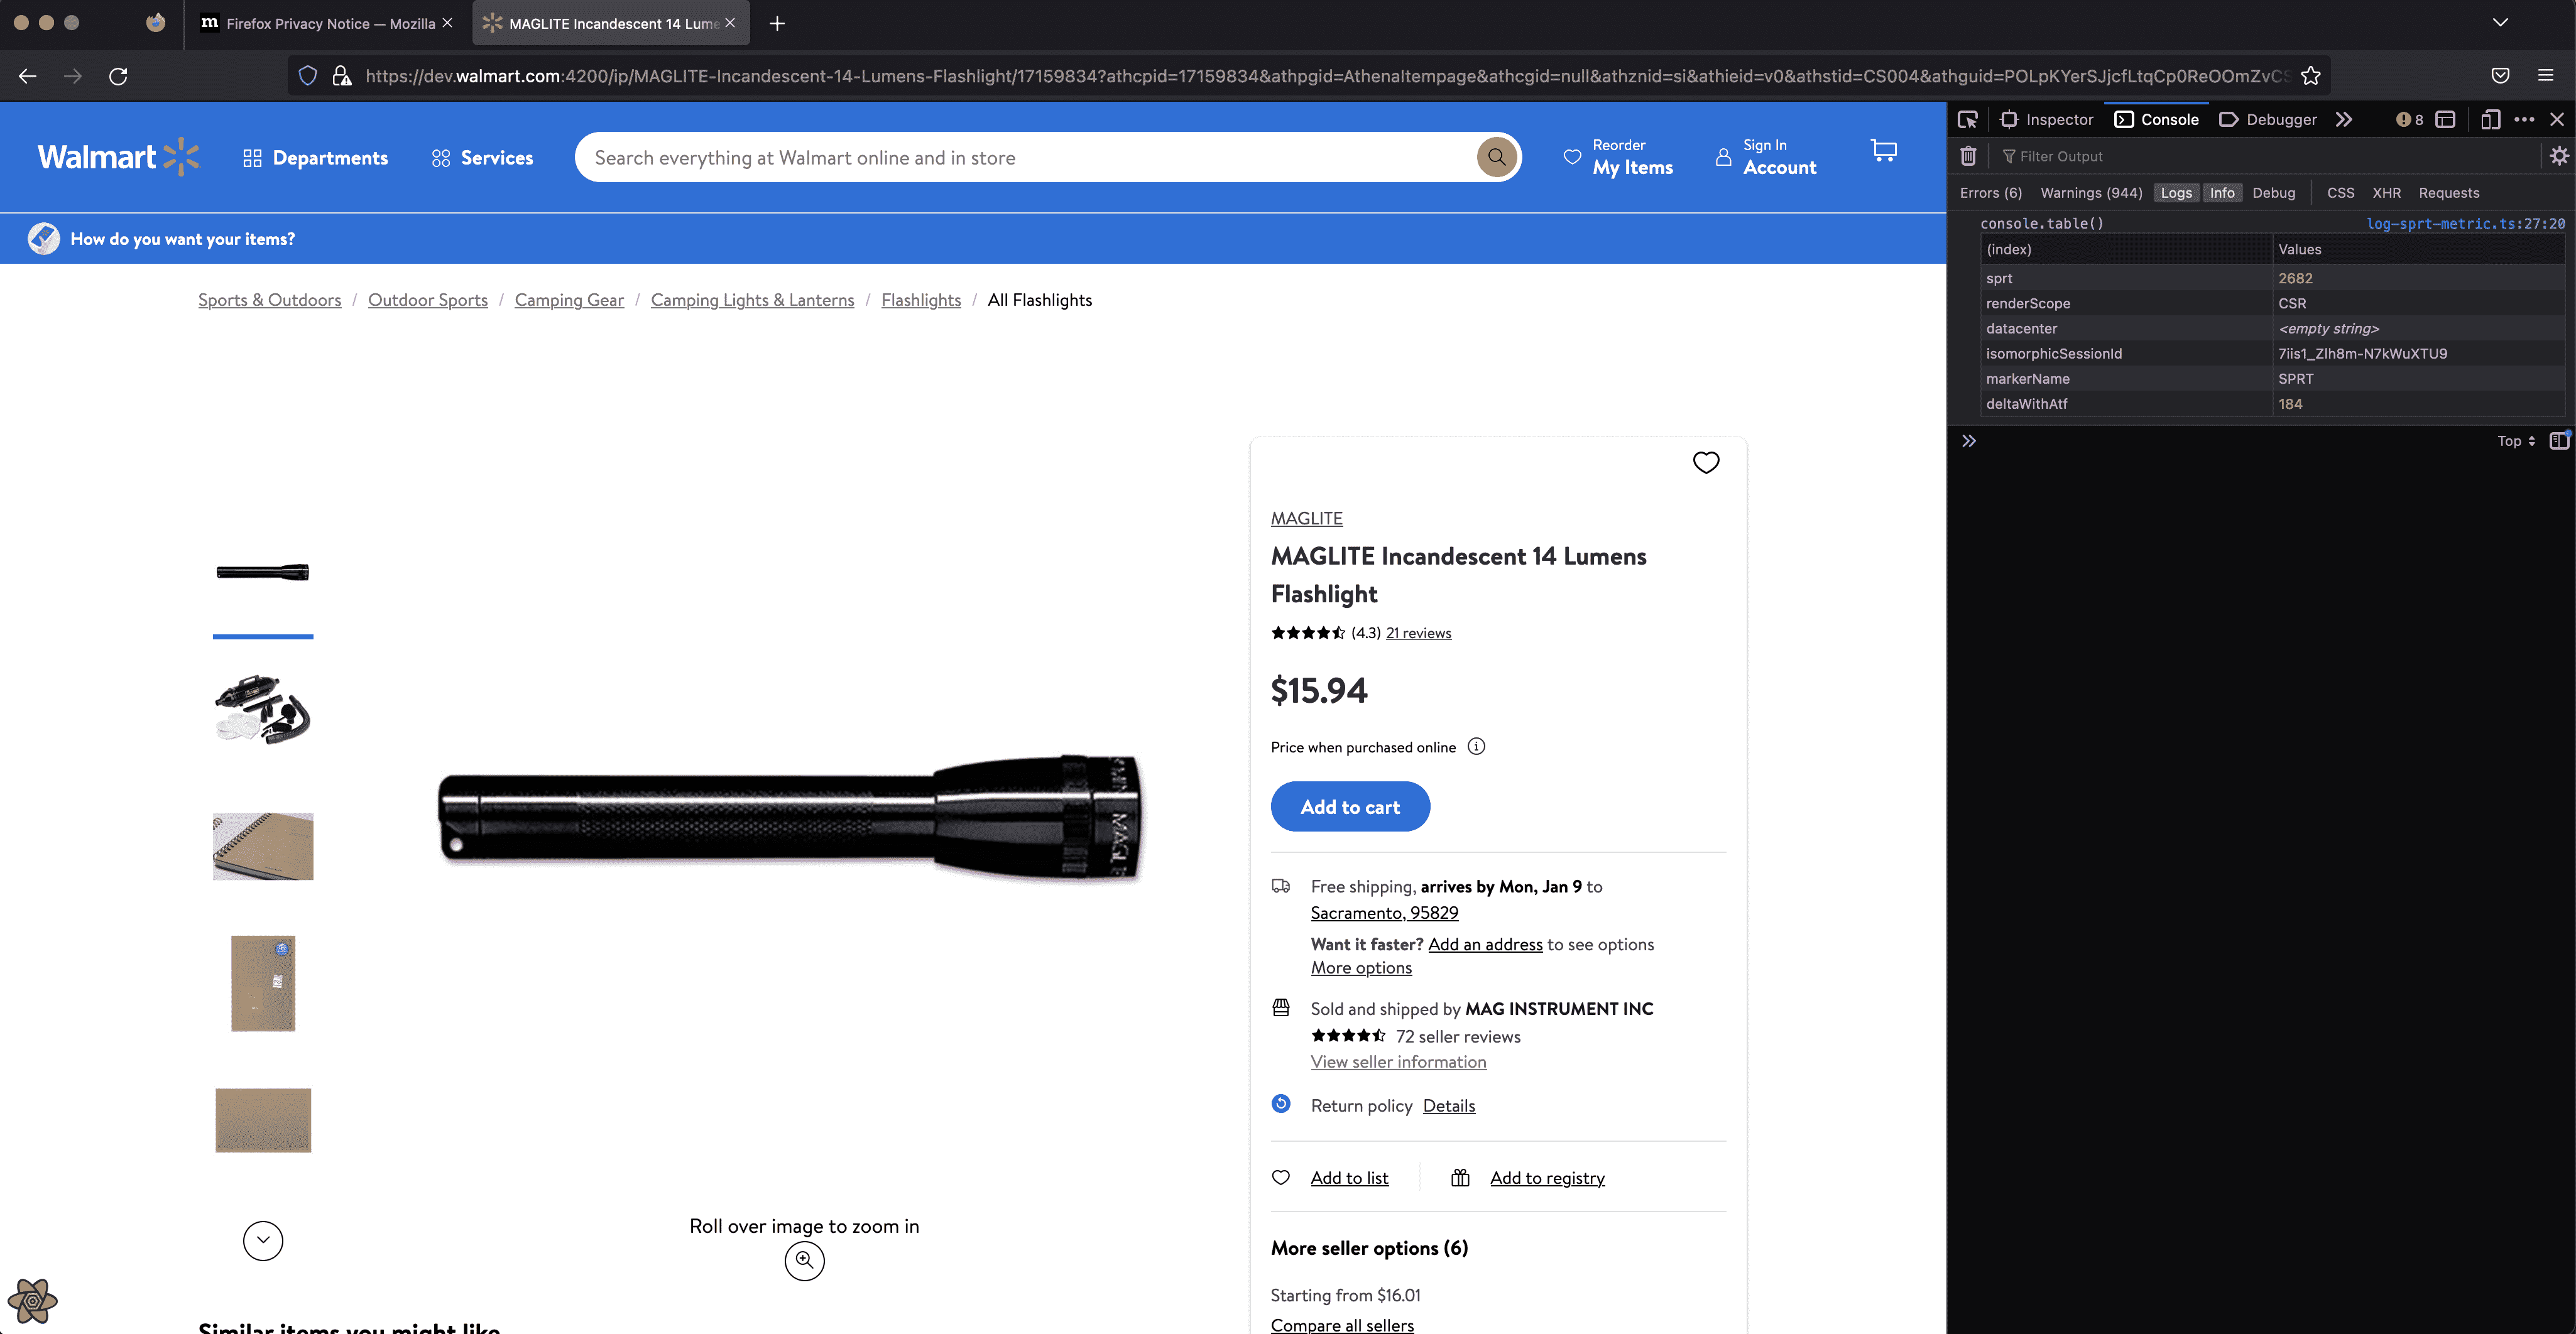 Firefox Privacy Notice — Mozilla
MAGLITE Incandescent 14 Lume
https://dev.walmart.com:4200/ip/MAGLITE-Incandescent-14-Lumens-Flashlight/17159834?athcpid=17159834&athpgid=AthenaItempage&athcgid=null&athznid=si&athieid=v0&athstid=CS004&athguid=POLpKYerSJjcfLtqCp0ReOOmZvCS
Walmart
Departments
Services
Search everything at Walmart online and in store
Reorder
My Items
Sign In
Account
How do you want your items?
Sports & Outdoors / Outdoor Sports / Camping Gear / Camping Lights & Lanterns / Flashlights / All Flashlights
MAGLITE
MAGLITE Incandescent 14 Lumens
Flashlight
(4.3) 21 reviews
$15.94
Price when purchased online
Add to cart
Free shipping, arrives by Mon, Jan 9 to
Sacramento, 95829
Want it faster? Add an address to see options
More options
Sold and shipped by MAG INSTRUMENT INC
72 seller reviews
View seller information
Return policy Details
Add to list
Add to registry
More seller options (6)
Starting from $16.01
Compare all sellers
Roll over image to zoom in
Similar items you might like
Inspector
Console
Debugger
8
Filter Output
Errors (6) Warnings (944) Logs Info Debug CSS XHR Requests
console.table() log-sprt-metric.ts:27:20
(index) Values
sprt 2682
renderScope CSR
datacenter <empty string>
isomorphicSessionId 7iis1_Zlh8m-N7kWuXTU9
markerName SPRT
deltaWithAtf 184
Top